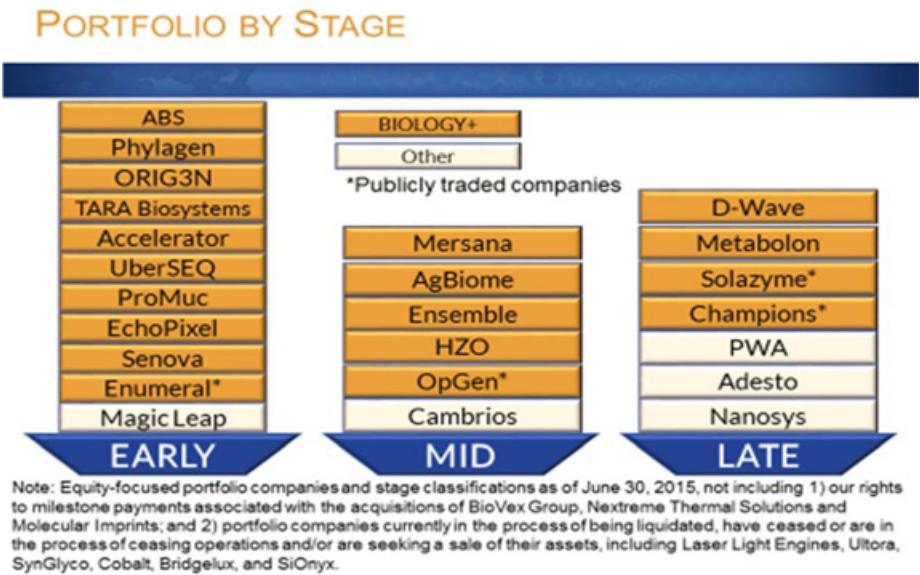 PORTFOLIO BY STAGE
ABS
Phylagen
ORIG3N
TARA Biosystems
Accelerator
UberSEQ
ProMuc
EchoPixel
Senova
Enumeral*
Magic Leap
EARLY
BIOLOGY+
Other
*Publicly traded companies
Mersana
AgBiome
Ensemble
HZO
OpGen*
Cambrios
MID
D-Wave
Metabolon
Solazyme*
Champions*
PWA
Adesto
Nanosys
LATE
Note: Equity-focused portfolio companies and stage classifications as of June 30, 2015, not including 1) our rights
to milestone payments associated with the acquisitions of BioVex Group, Nextreme Thermal Solutions and
Molecular Imprints; and 2) portfolio companies currently in the process of being liquidated, have ceased or are in
the process of ceasing operations and/or are seeking a sale of their assets, including Laser Light Engines, Ultora,
SynGlyco, Cobalt, Bridgelux, and SiOnyx.